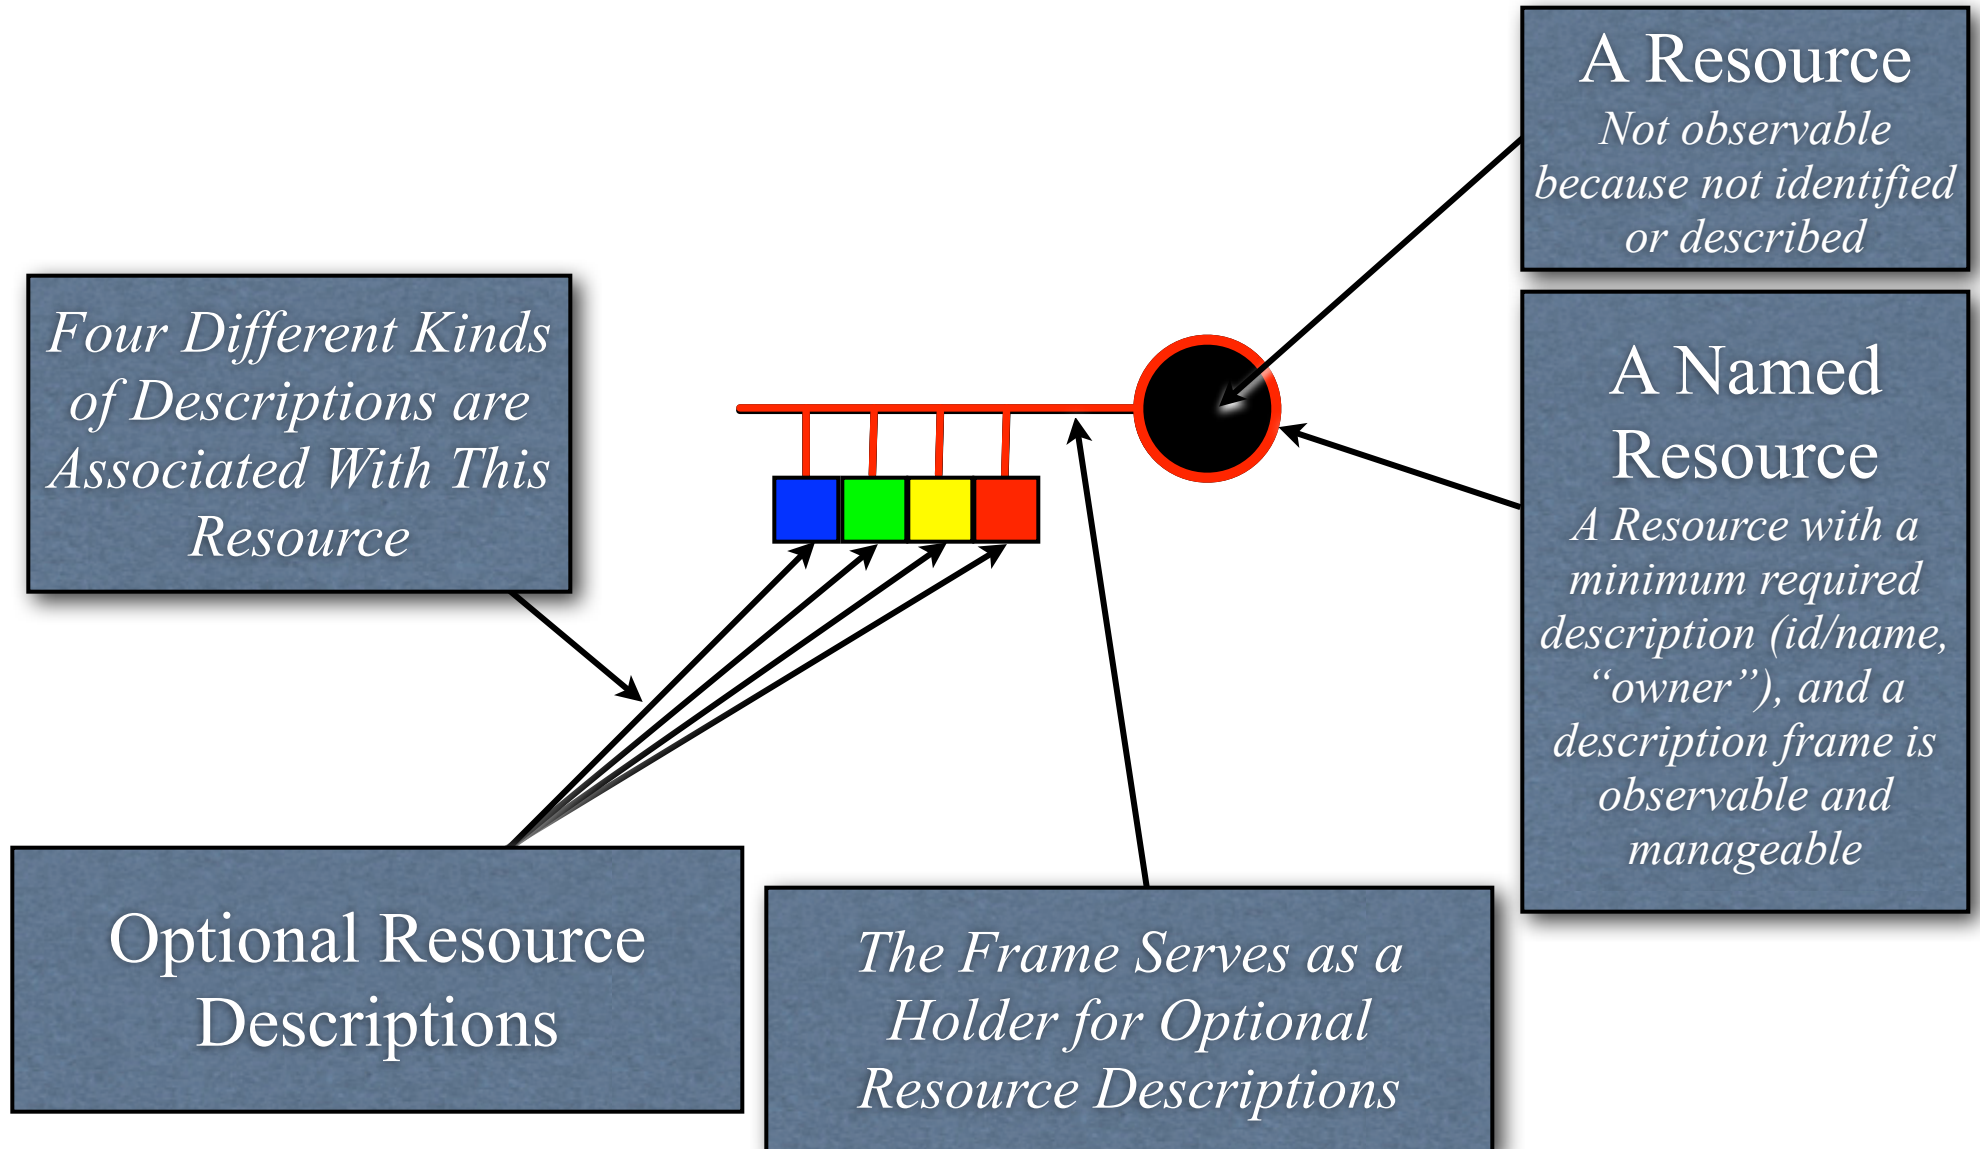 A Resource
Not observable
because not identified
or described
Four Different Kinds
of Descriptions are
Associated With This
Resource
A Named
Resource
A Resource with a
minimum required
description (id/name,
“owner”), and a
description frame is
observable and
manageable
Optional Resource
Descriptions
The Frame Serves as a
Holder for Optional
Resource Descriptions